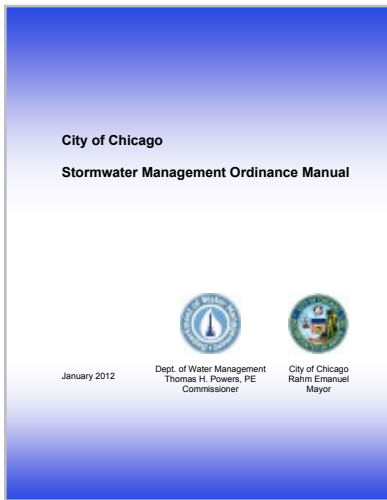 City of Chicago
Stormwater Management Ordinance Manual
January 2012
Dept. of Water Management
Thomas H. Powers, PE
Commissioner
City of Chicago
Rahm Emanuel
Mayor